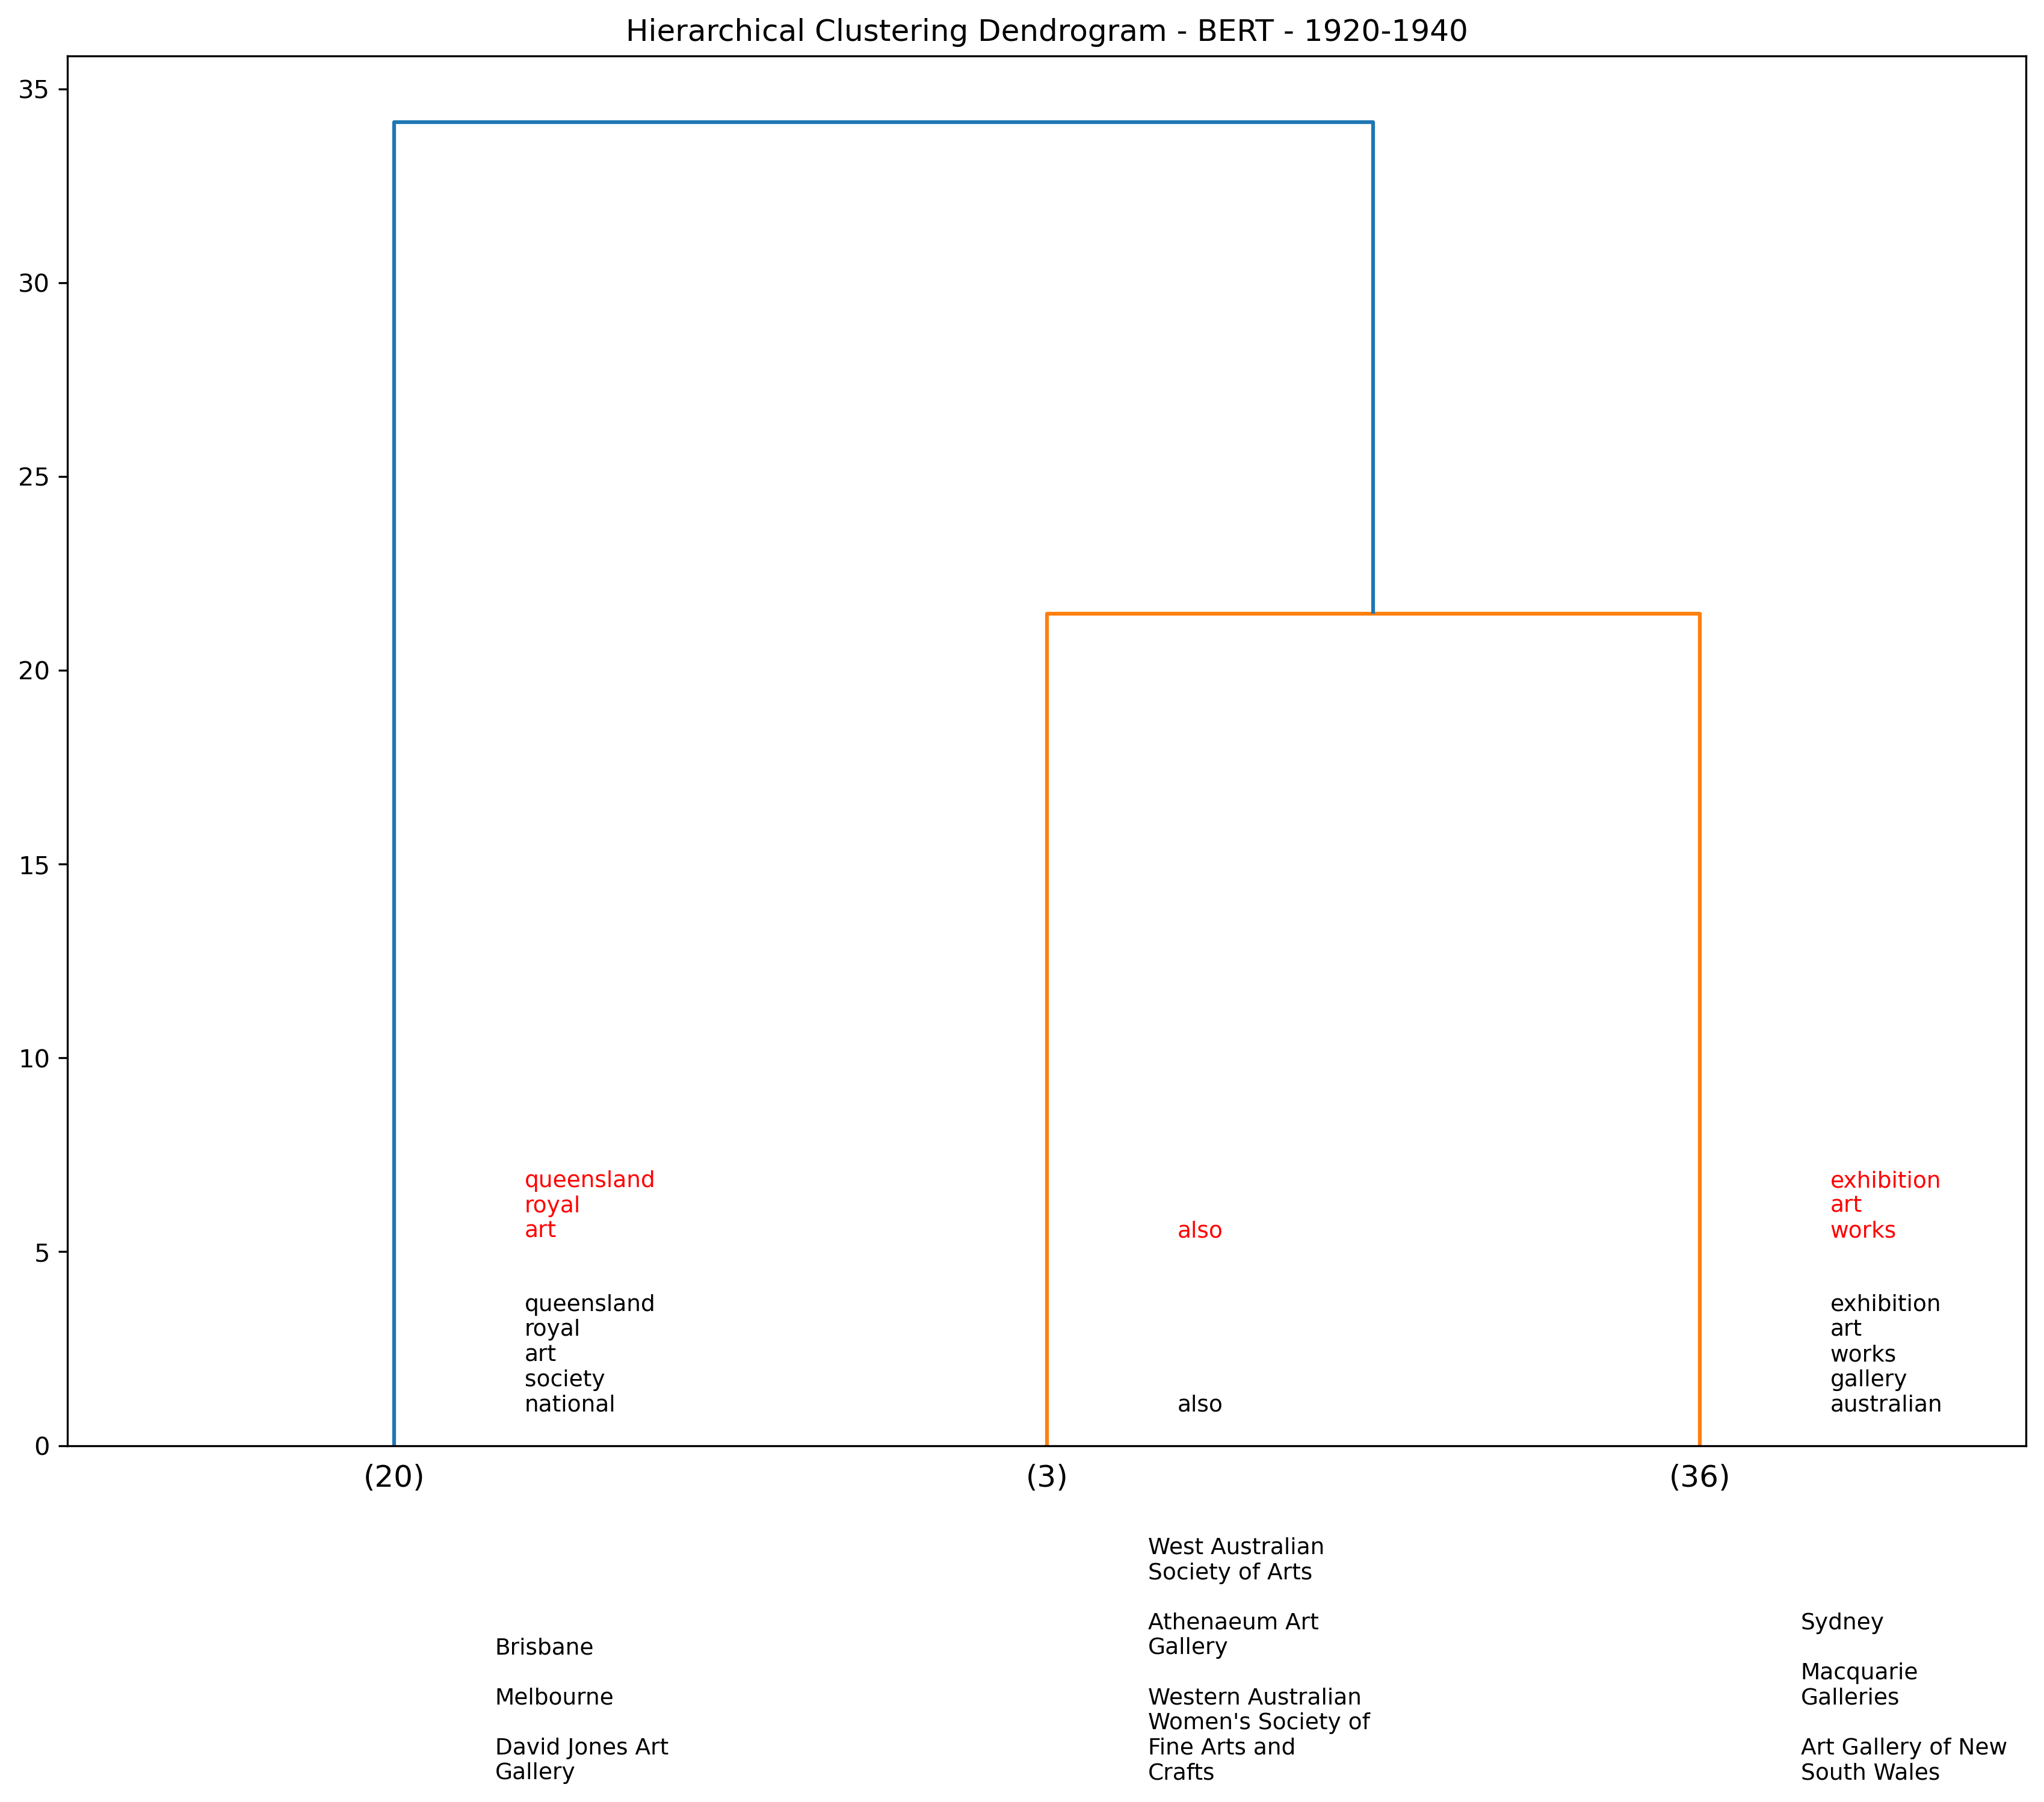 Hierarchical Clustering Dendrogram - BERT - 1920-1940
35
30
25
20
15
10
5
0
queensland
royal
art
queensland
royal
art
society
national
also
also
exhibition
art
works
exhibition
art
works
gallery
australian
(20)
(3)
(36)
Brisbane
Melbourne
David Jones Art
Gallery
West Australian
Society of Arts
Athenaeum Art
Gallery
Western Australian
Women's Society of
Fine Arts and
Crafts
Sydney
Macquarie
Galleries
Art Gallery of New
South Wales